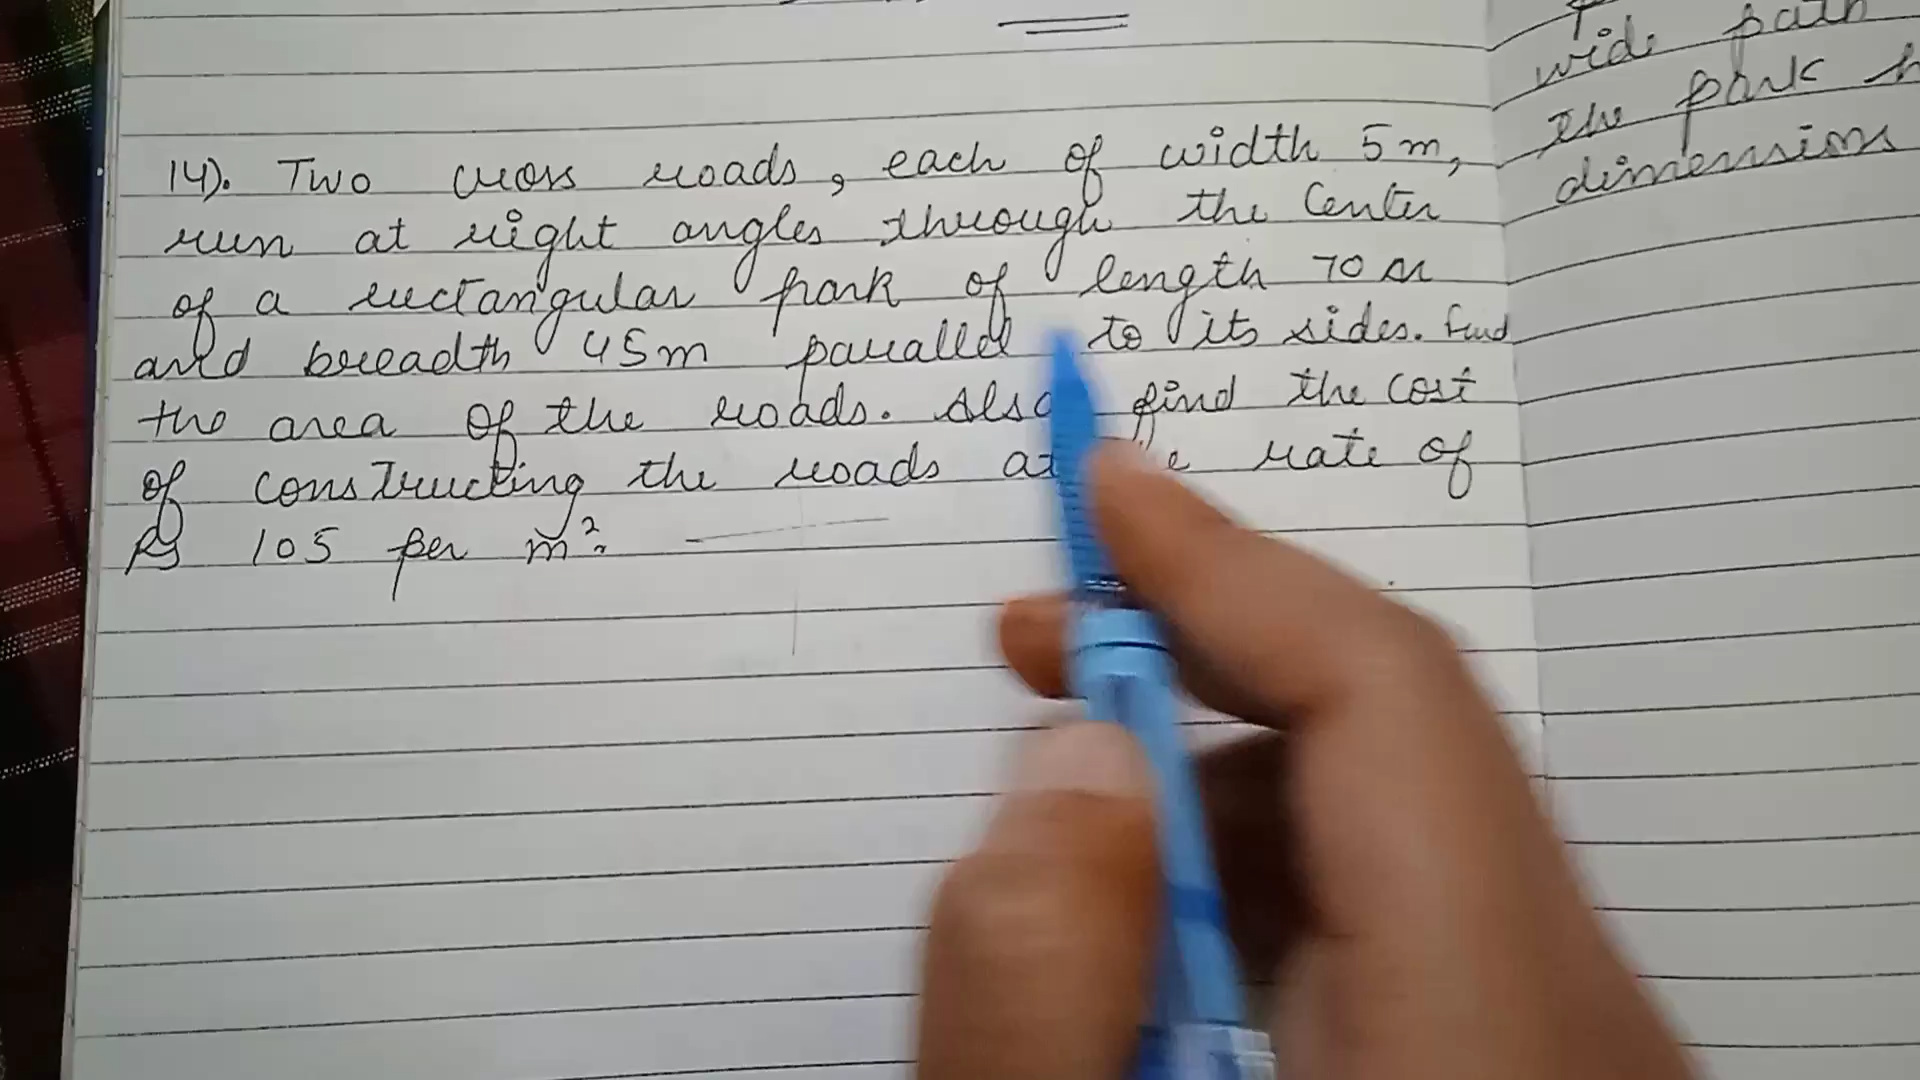 14). Two cross roads, each of width 5m,
run at right angles through the Center
of a rectangular park of length 70 m
and breadth 45m parallel to its sides. Find
the area of the roads. Also find the cost
of constructing the roads at rate of
Rs 105 per m².
wide path
the park
dimensions